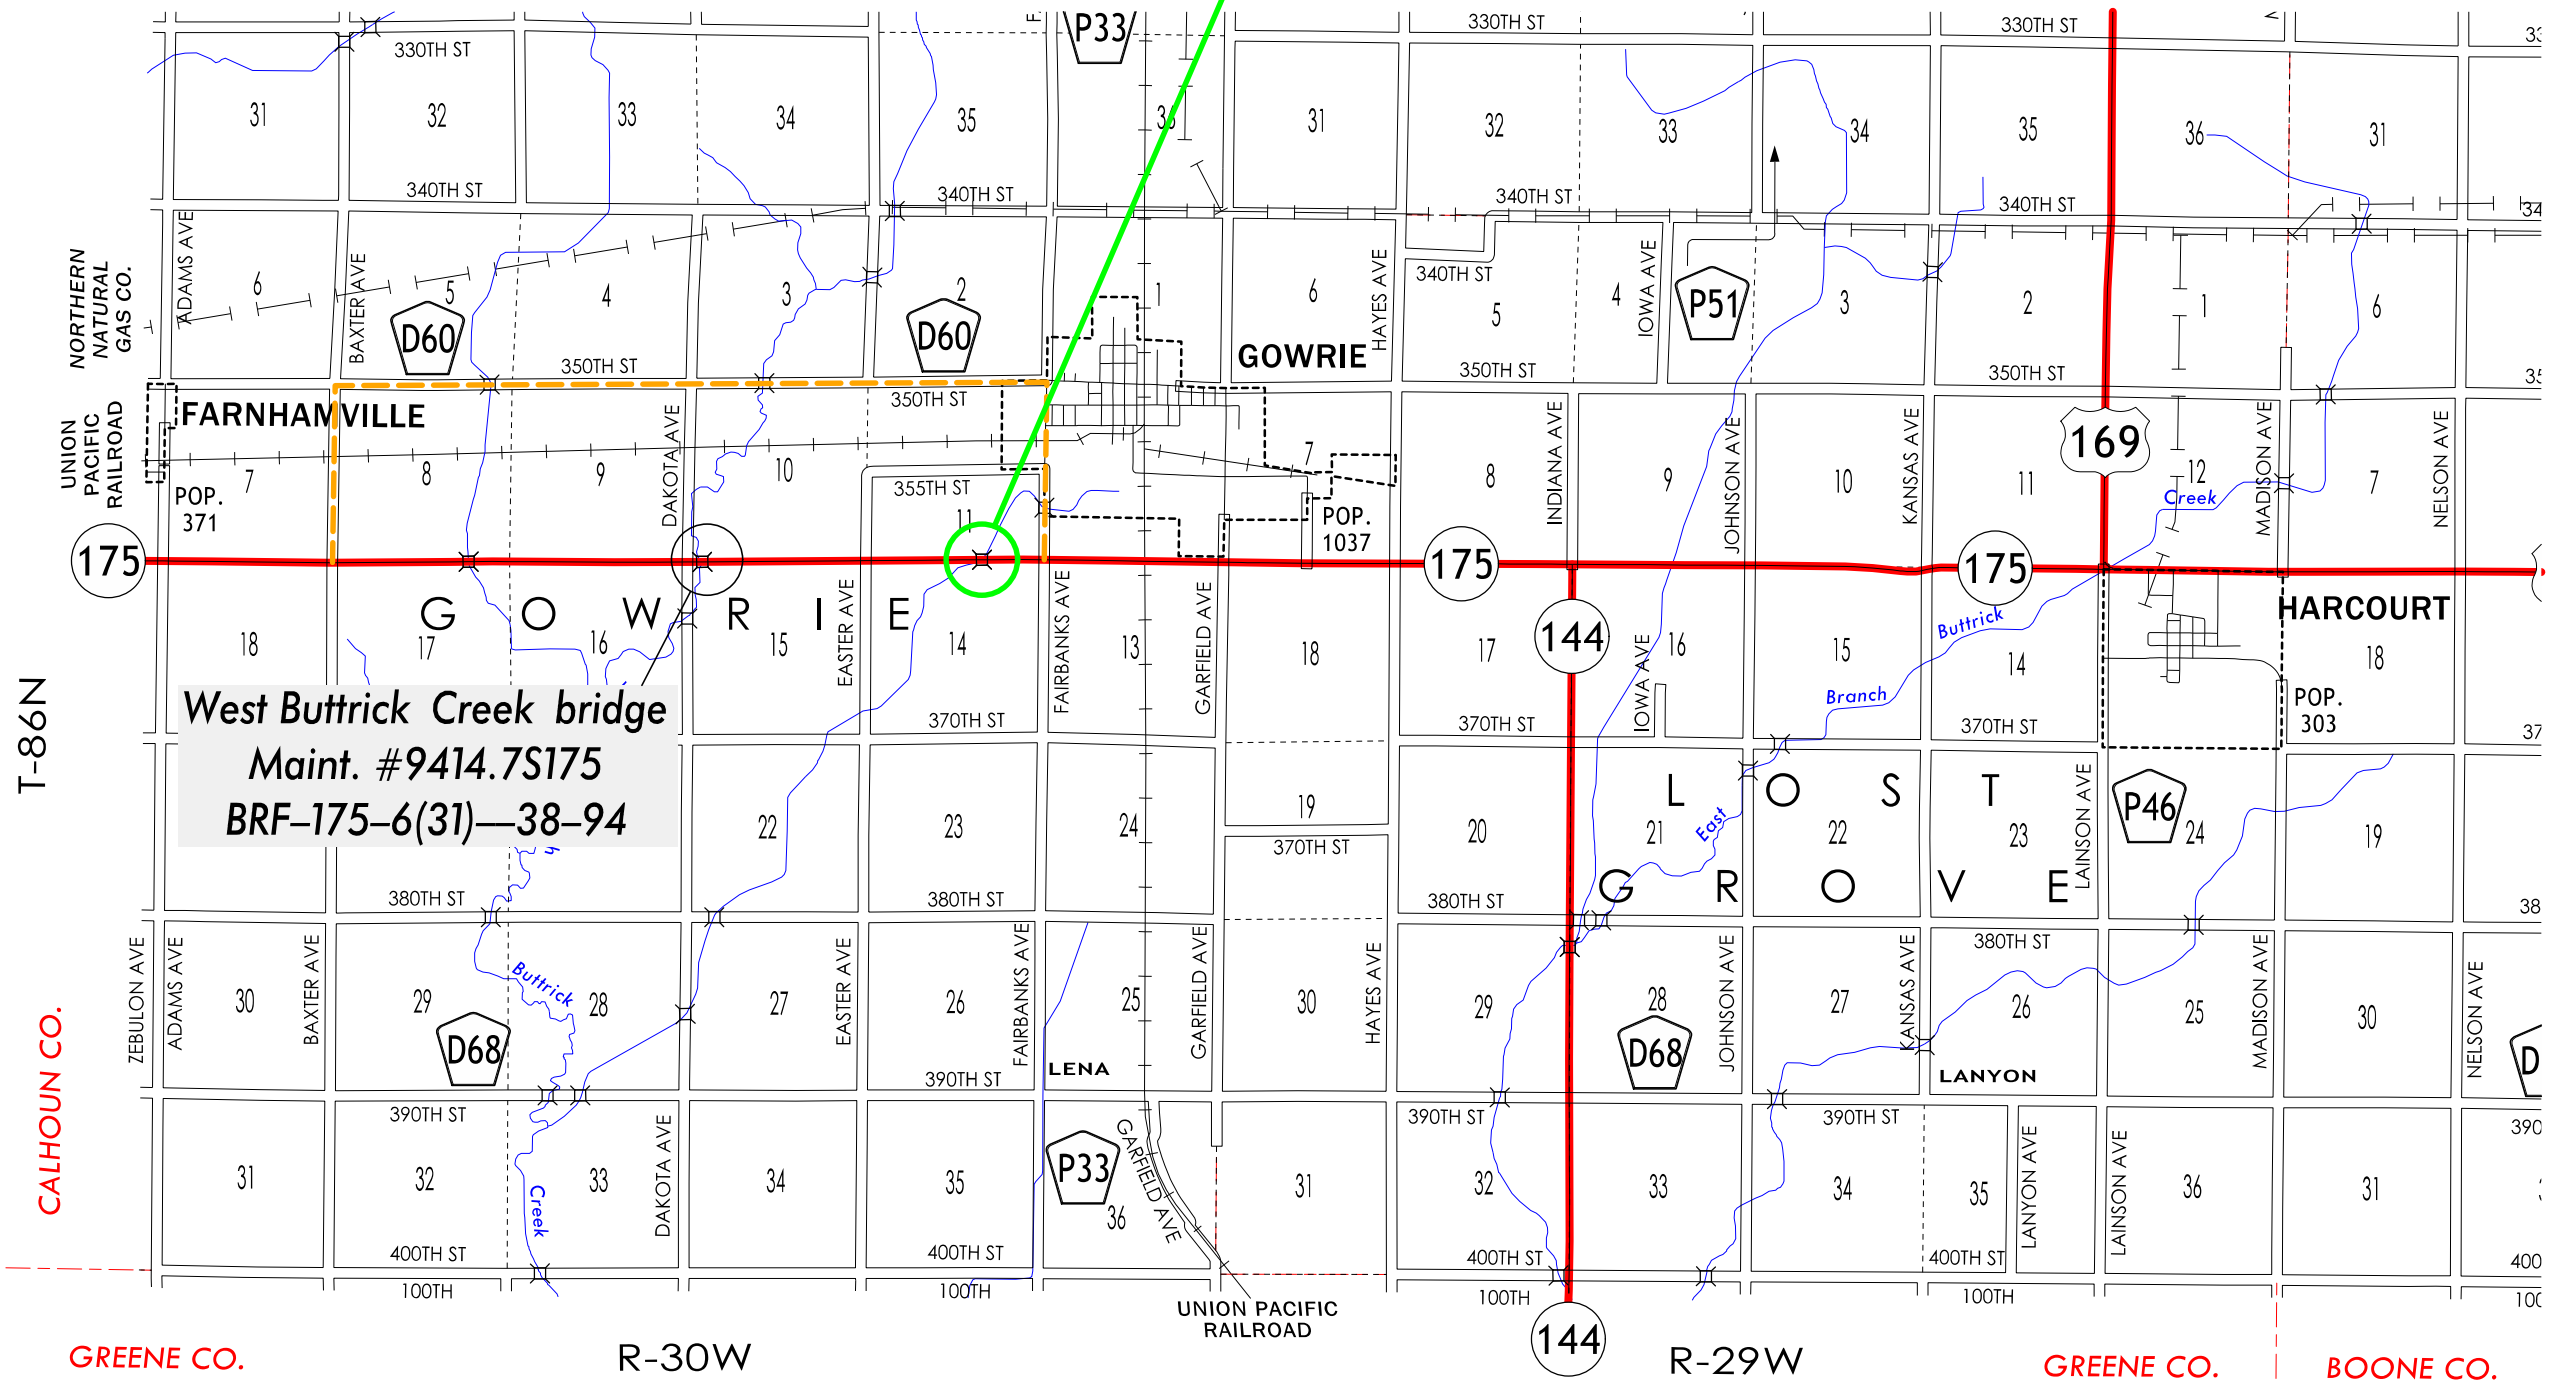 P33
330TH ST
330TH ST
330TH ST
31
32
33
34
35
36
31
32
33
34
35
36
31
340TH ST
340TH ST
340TH ST
340TH ST
NORTHERN
NATURAL
GAS CO.
ADAMS AVE
BAXTER AVE
HAYES AVE
IOWA AVE
6
5
4
3
2
1
6
5
4
3
2
1
6
340TH ST
D60
D60
P51
GOWRIE
350TH ST
350TH ST
350TH ST
350TH ST
UNION
PACIFIC
RAILROAD
FARNHAMVILLE
POP.
371
DAKOTA AVE
355TH ST
7
8
9
10
11
7
8
9
10
11
12
7
POP.
1037
INDIANA AVE
JOHNSON AVE
KANSAS AVE
169
Creek
MADISON AVE
NELSON AVE
175
175
175
GOWRIE
144
Buttrick
HARCOURT
18
17
16
15
14
13
18
17
16
15
14
18
EASTER AVE
FAIRBANKS AVE
GARFIELD AVE
IOWA AVE
Branch
POP.
303
T-86N
West Buttrick Creek bridge
Maint. #9414.7S175
BRF–175–6(31)––38–94
370TH ST
370TH ST
370TH ST
22
23
24
19
370TH ST
20
21
22
23
24
19
LOST
GROVE
East
LAINSON AVE
P46
380TH ST
380TH ST
380TH ST
380TH ST
ZEBULON AVE
ADAMS AVE
BAXTER AVE
EASTER AVE
FAIRBANKS AVE
GARFIELD AVE
HAYES AVE
JOHNSON AVE
KANSAS AVE
MADISON AVE
NELSON AVE
Buttrick
30
29
28
27
26
25
30
29
28
27
26
25
30
D68
D68
D
CALHOUN CO.
LENA
LANYON
390TH ST
390TH ST
390TH ST
390TH ST
390
31
32
33
34
35
36
31
32
33
34
35
36
31
Creek
DAKOTA AVE
P33
GARFIELD AVE
LANYON AVE
LAINSON AVE
400TH ST
400TH ST
400TH ST
400TH ST
400
100TH
100TH
100TH
100TH
UNION PACIFIC
RAILROAD
144
GREENE CO.
R-30W
R-29W
GREENE CO.
BOONE CO.